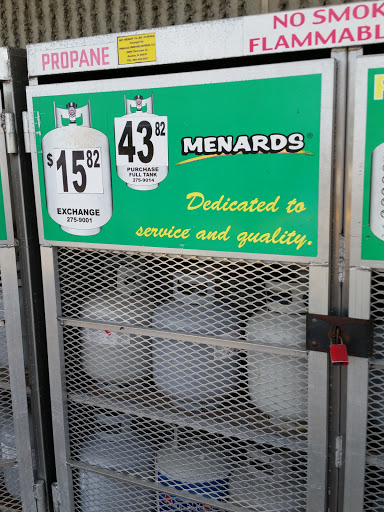 PROPANE
NO SMOK
FLAMMABL
$15.82
EXCHANGE
275-9001
43.82
PURCHASE
FULL TANK
275-9014
MENARDS®
Dedicated to
service and quality.